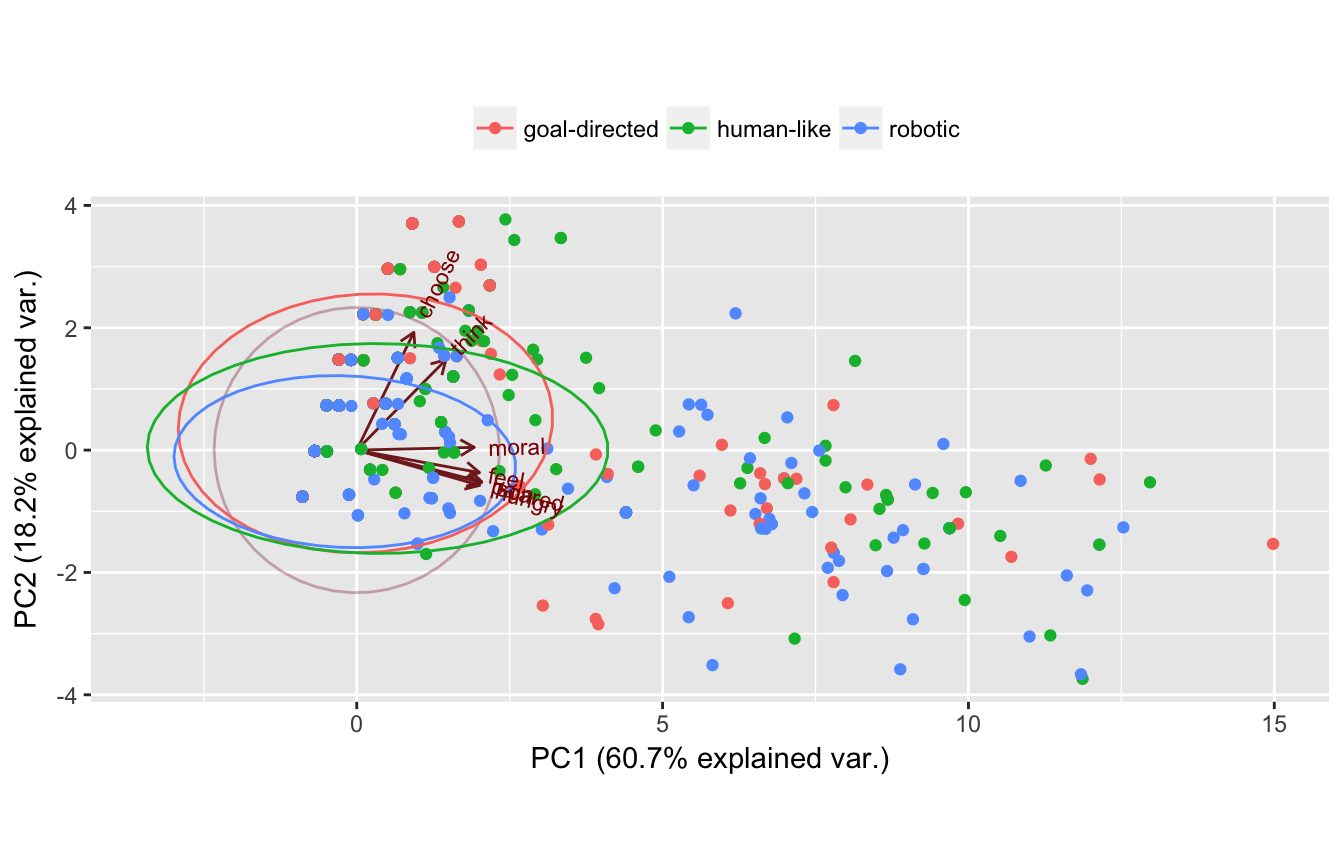 goal-directed human-like robotic
PC2 (18.2% explained var.)
4
2
0
-2
-4
choose
think
moral
feel
hungry
0 5 10 15
PC1 (60.7% explained var.)